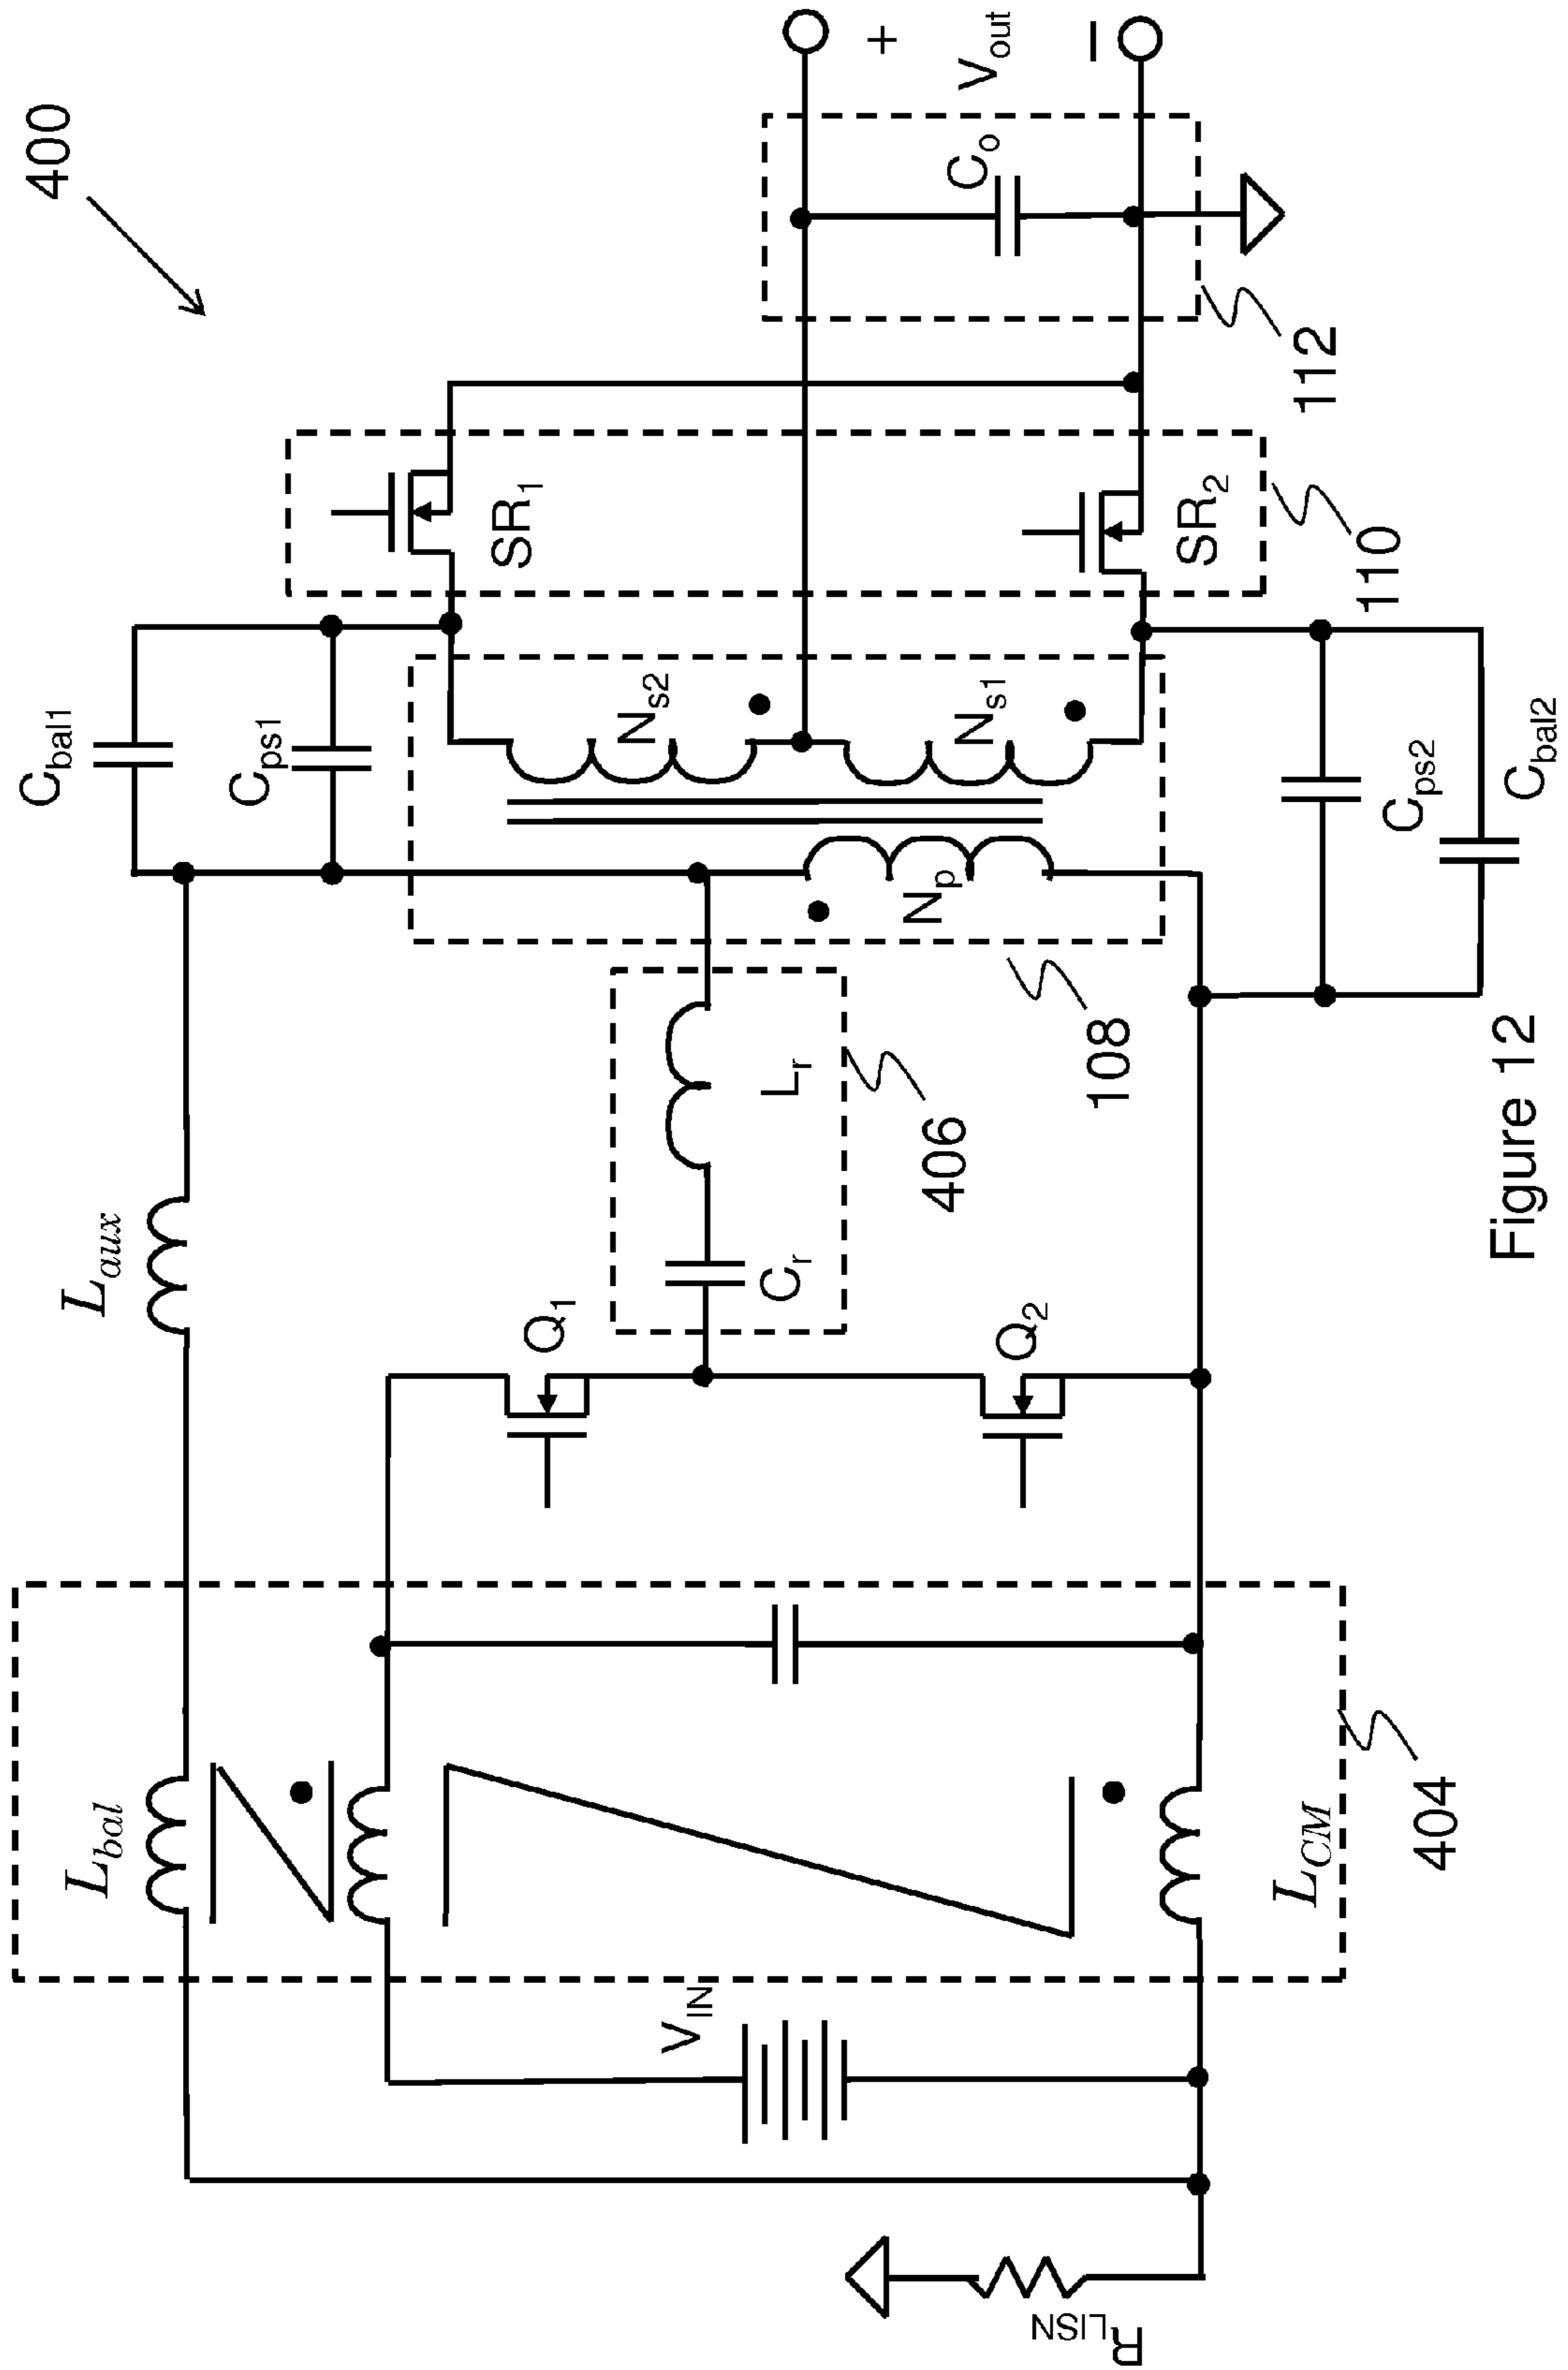 400
C_bal1
C_ps1
L_aux
L_bal
SR_1
N_s2
Q_1
+
V_out
−
C_o
N_s1
N_p
L_r
C_r
406
V_IN
Q_2
SR_2
112
110
108
C_ps2
C_bal2
L_CM
404
R_LISN
Figure 12